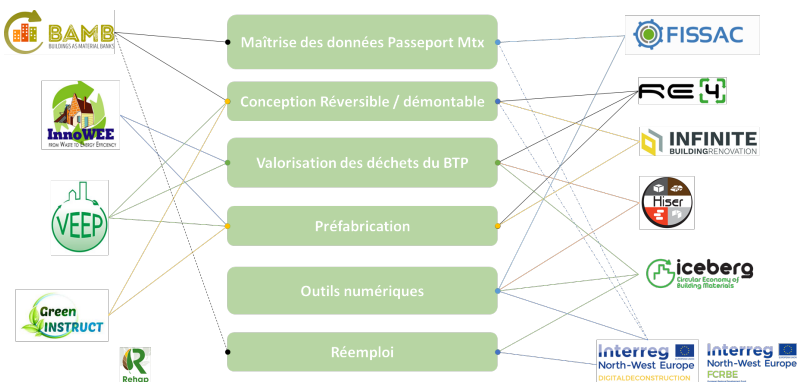 BAMB
BUILDINGS AS MATERIAL BANKS
InnoWEE
FROM WASTE TO ENERGY EFFICIENCY
VEEP
Green
INSTRUCT
R
Rehap
Maîtrise des données Passeport Mtx
Conception Réversible / démontable
Valorisation des déchets du BTP
Préfabrication
Outils numériques
Réemploi
FISSAC
RE4
INFINITE
BUILDINGRENOVATION
Hiser
iceberg
Circular Economy of
Building Materials
Interreg
North-West Europe
DIGITALDECONSTRUCTION
Interreg
North-West Europe
FCRBE